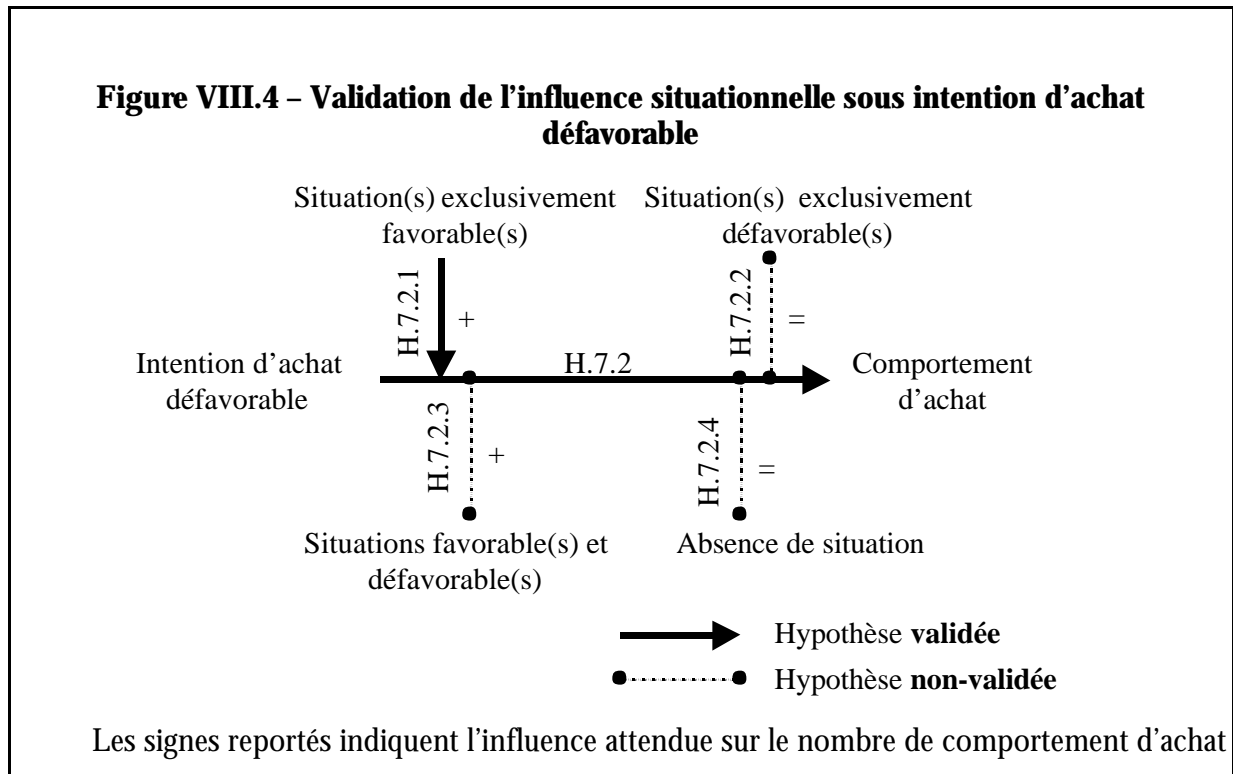 Figure VIII.4 – Validation de l’influence situationnelle sous intention d’achat
défavorable
Situation(s) exclusivement
favorable(s)
Situation(s) exclusivement
défavorable(s)
H.7.2.1
+
H.7.2.2
=
Intention d’achat
défavorable
H.7.2
Comportement
d’achat
H.7.2.3
+
H.7.2.4
=
Situations favorable(s) et
défavorable(s)
Absence de situation
Hypothèse validée
Hypothèse non-validée
Les signes reportés indiquent l’influence attendue sur le nombre de comportement d’achat